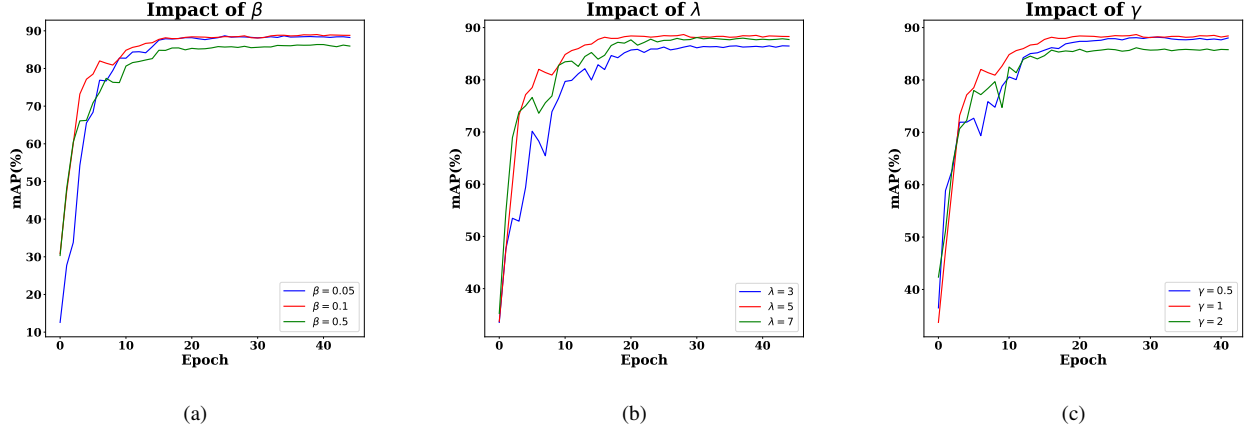 Impact of β
mAP(%)
90
80
70
60
50
40
30
20
10
0
10
20
30
40
Epoch
β = 0.05
β = 0.1
β = 0.5
(a)
Impact of λ
mAP(%)
90
80
70
60
50
40
0
10
20
30
40
Epoch
λ = 3
λ = 5
λ = 7
(b)
Impact of γ
mAP(%)
90
80
70
60
50
40
0
10
20
30
40
Epoch
γ = 0.5
γ = 1
γ = 2
(c)